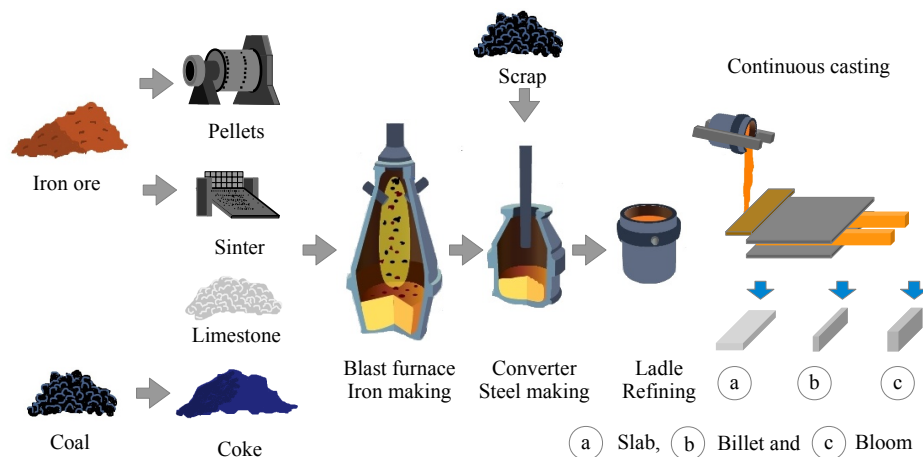 Scrap
Continuous casting
Pellets
Iron ore
Sinter
Limestone
Blast furnace
Iron making
Converter
Steel making
Ladle
Refining
a
b
c
Coal
Coke
a Slab, b Billet and c Bloom